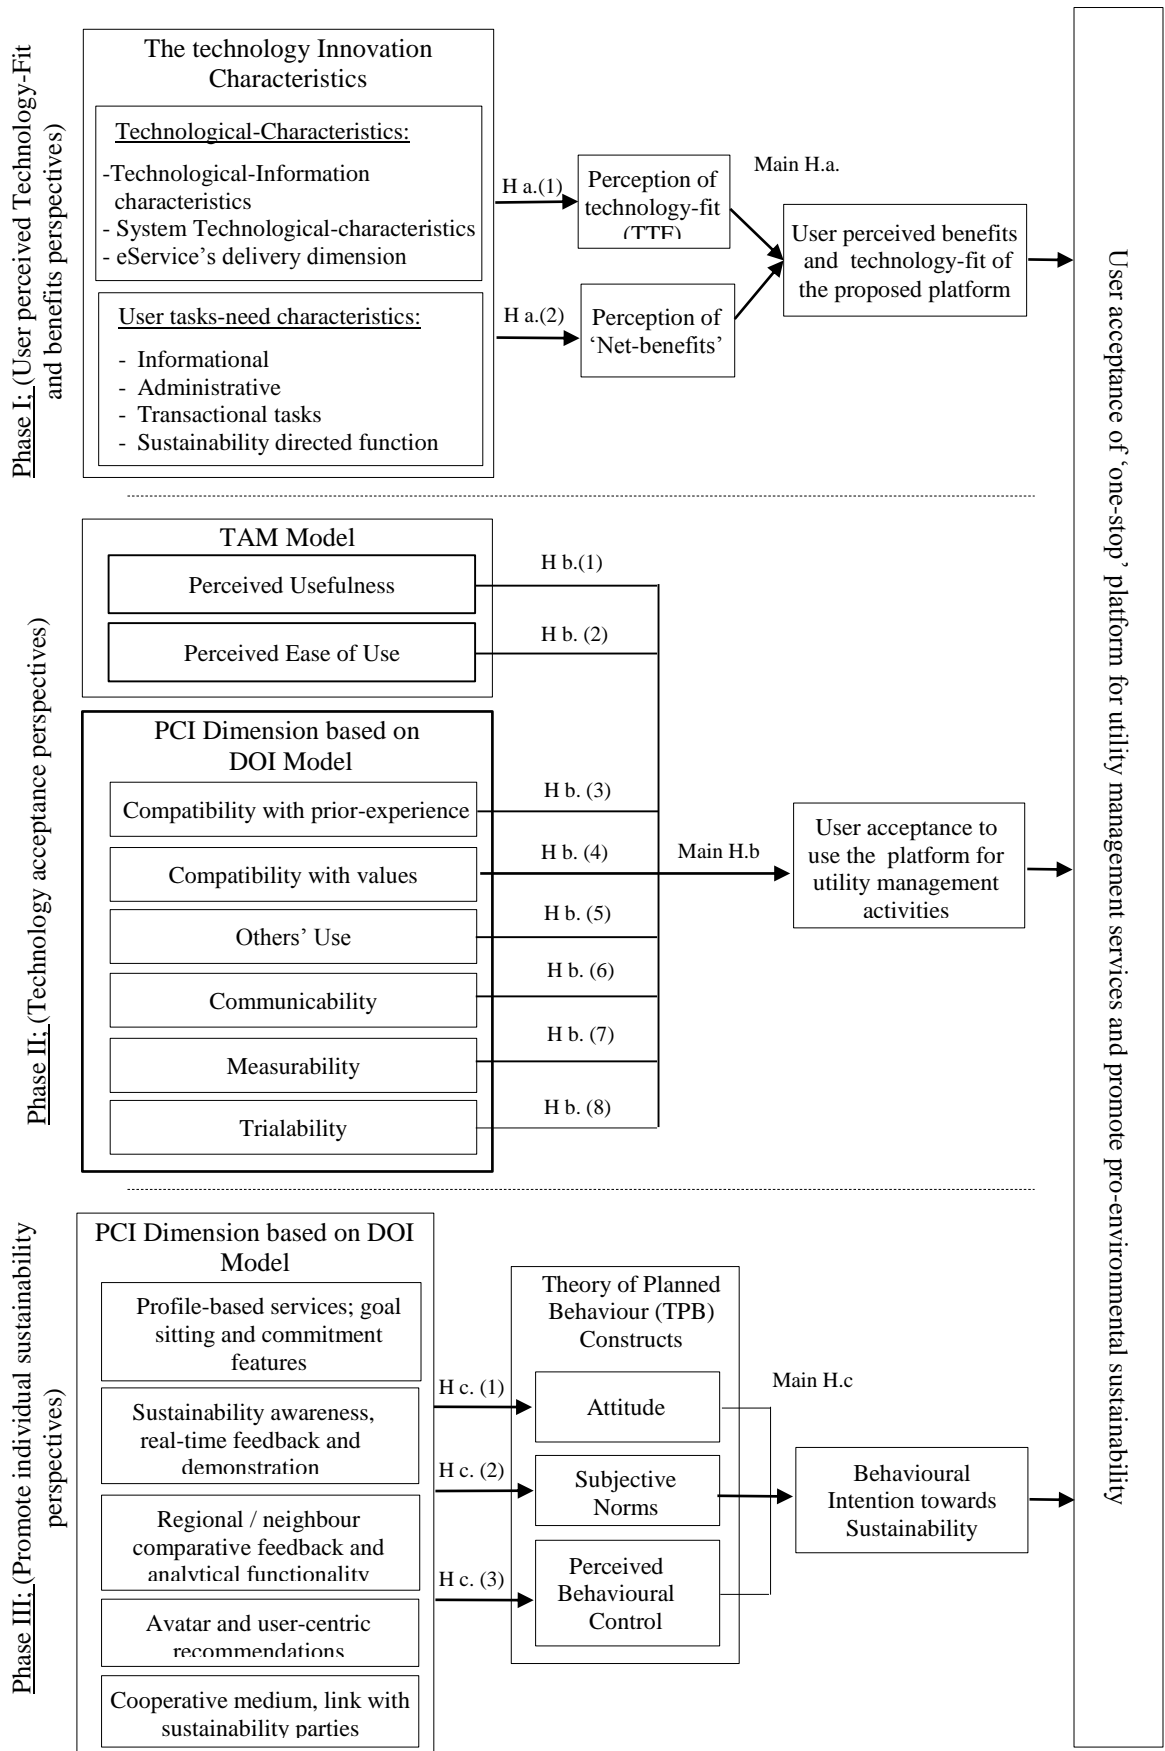 Phase I; (User perceived Technology-Fit
and benefits perspectives)
The technology Innovation
Characteristics
Technological-Characteristics:
-Technological-Information
characteristics
- System Technological-characteristics
- eService’s delivery dimension
User tasks-need characteristics:
- Informational
- Administrative
- Transactional tasks
- Sustainability directed function
H a.(1)
H a.(2)
Perception of
technology-fit
(TTF)
Perception of
‘Net-benefits’
Main H.a.
User perceived benefits
and technology-fit of
the proposed platform
Phase II; (Technology acceptance perspectives)
TAM Model
Perceived Usefulness
Perceived Ease of Use
PCI Dimension based on
DOI Model
Compatibility with prior-experience
Compatibility with values
Others’ Use
Communicability
Measurability
Trialability
H b.(1)
H b. (2)
H b. (3)
H b. (4)
H b. (5)
H b. (6)
H b. (7)
H b. (8)
Main H.b
User acceptance to
use the platform for
utility management
activities
Phase III; (Promote individual sustainability
perspectives)
PCI Dimension based on DOI
Model
Profile-based services; goal
sitting and commitment
features
Sustainability awareness,
real-time feedback and
demonstration
Regional / neighbour
comparative feedback and
analytical functionality
Avatar and user-centric
recommendations
Cooperative medium, link with
sustainability parties
H c. (1)
H c. (2)
H c. (3)
Theory of Planned
Behaviour (TPB)
Constructs
Attitude
Subjective
Norms
Perceived
Behavioural
Control
Main H.c
Behavioural
Intention towards
Sustainability
User acceptance of ‘one-stop’ platform for utility management services and promote pro-environmental sustainability